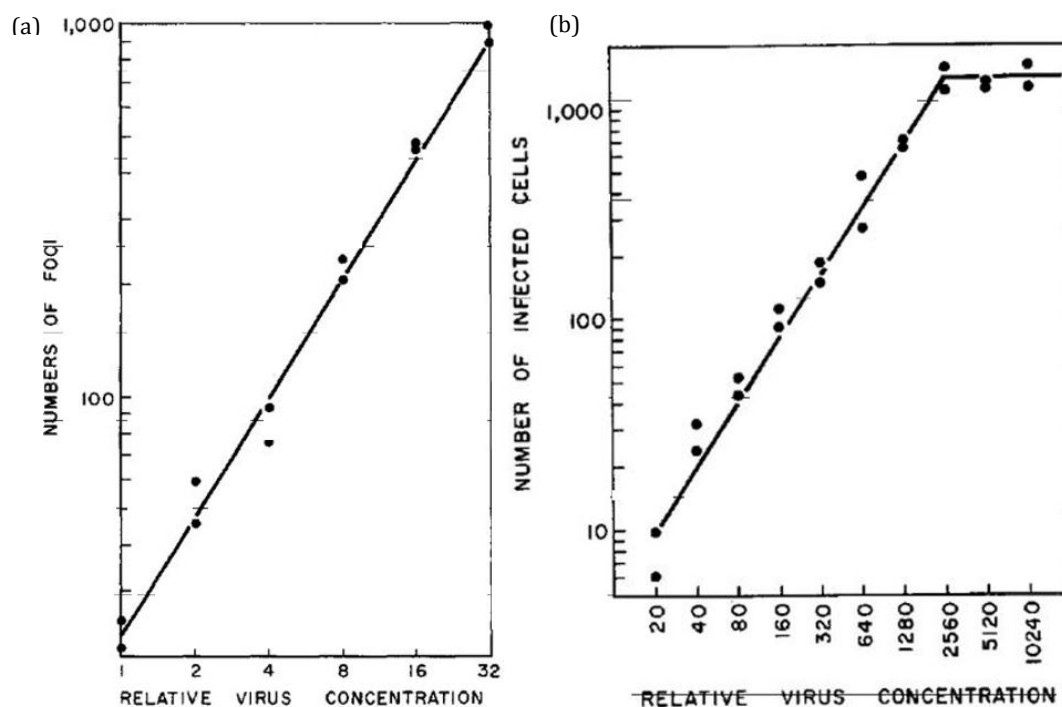 (a)
1,000
100
NUMBERS OF FOCI
1 2 4 8 16 32
RELATIVE VIRUS CONCENTRATION
(b)
1,000
100
10
NUMBER OF INFECTED CELLS
20 40 80 160 320 640 1280 2560 5120 10240
RELATIVE VIRUS CONCENTRATION